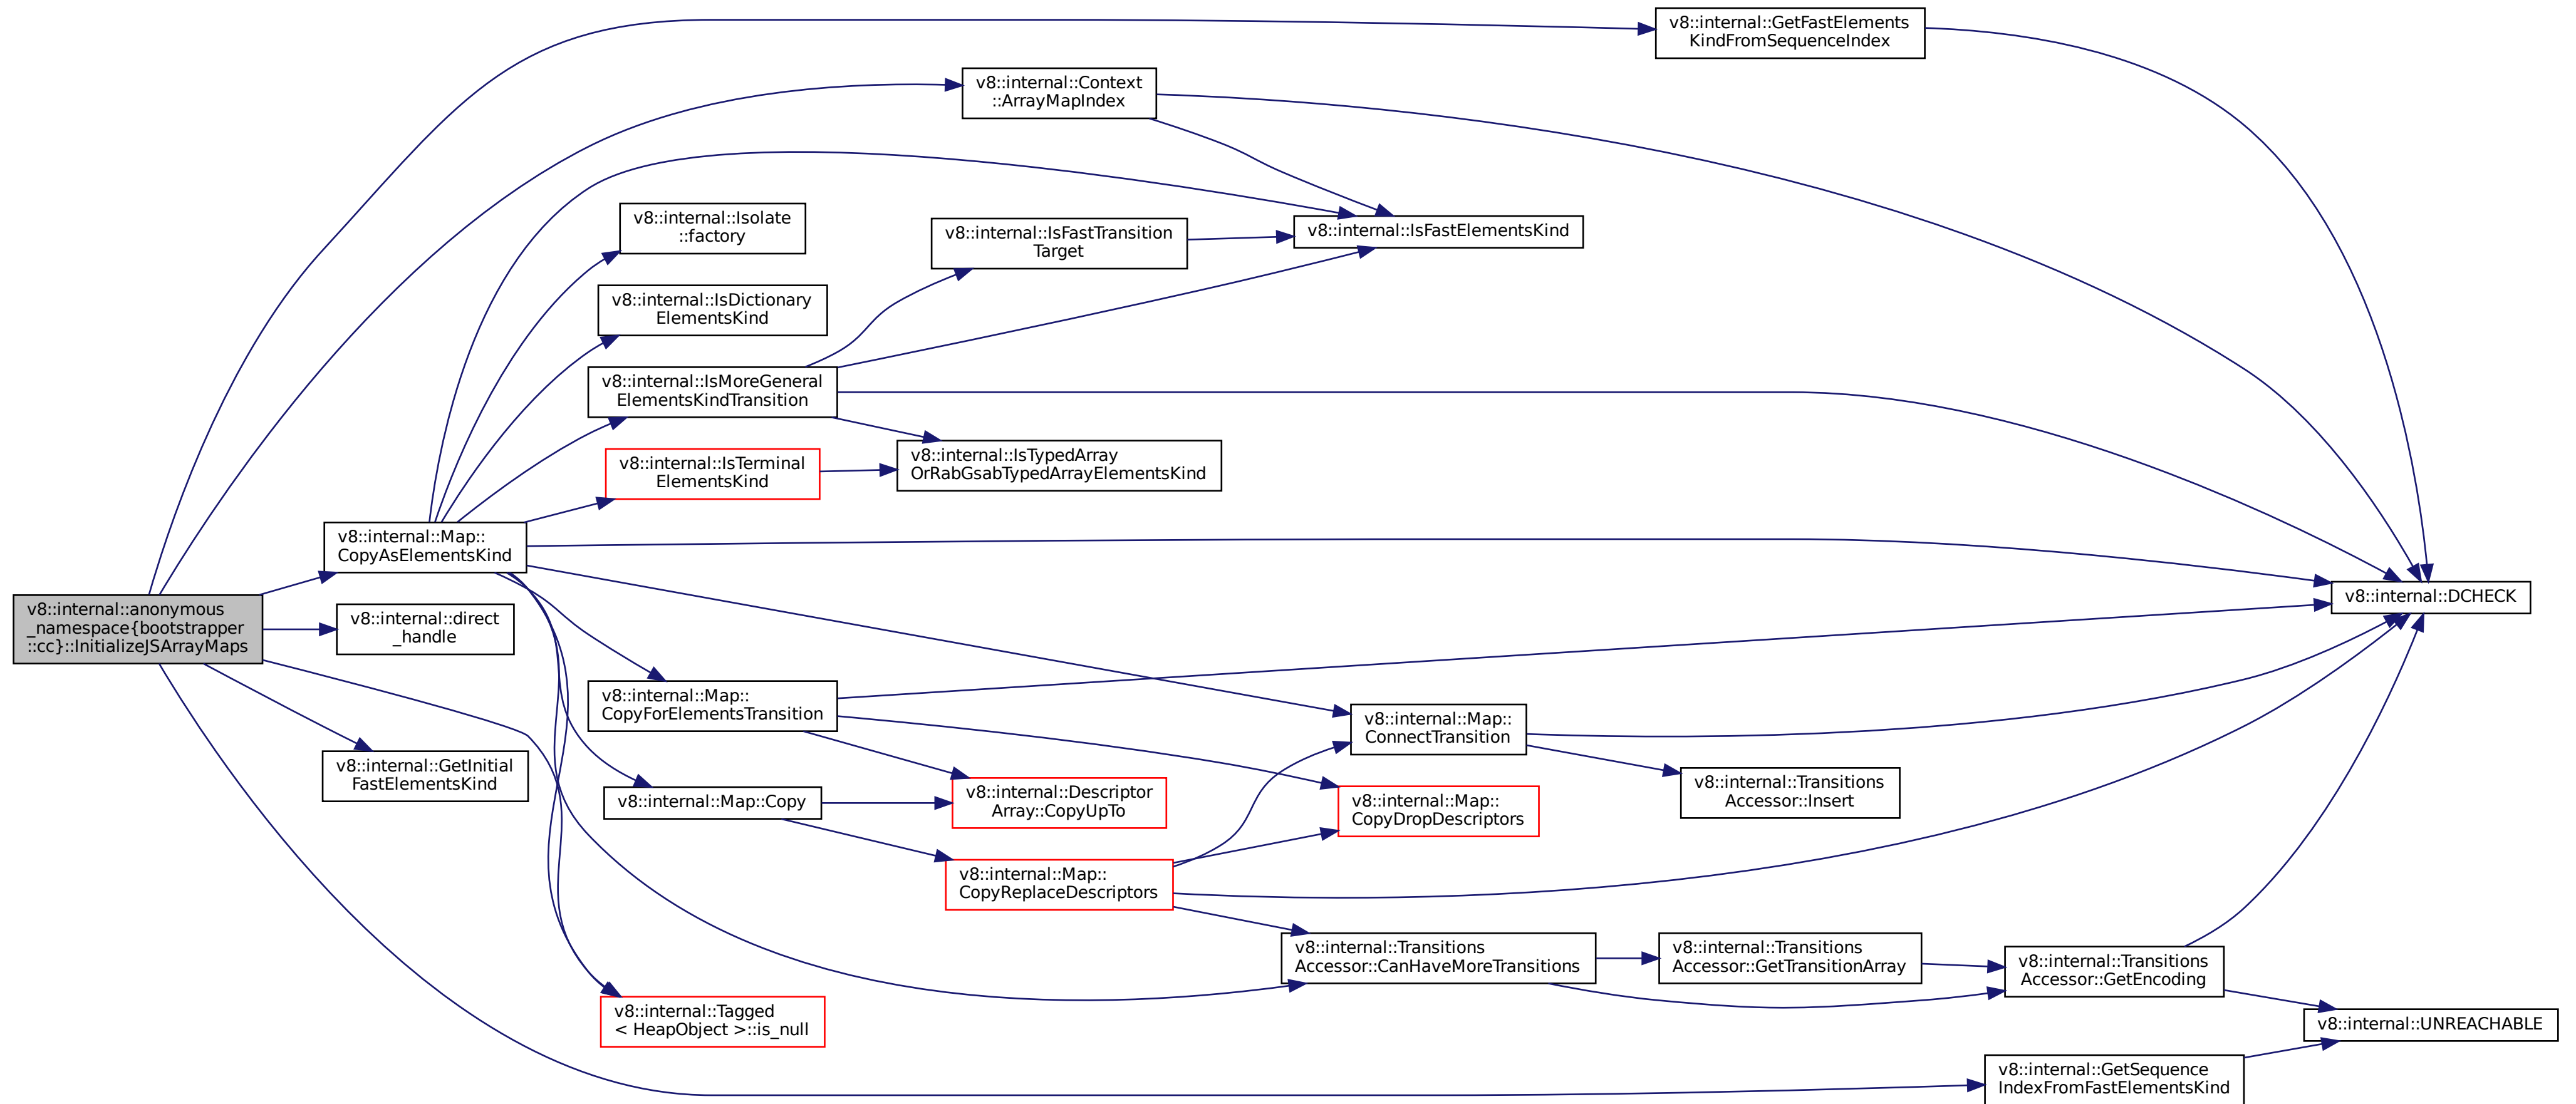 v8::internal::GetFastElements
KindFromSequenceIndex
v8::internal::Context
::ArrayMapIndex
v8::internal::Isolate
::factory
v8::internal::IsFastTransition
Target
v8::internal::IsFastElementsKind
v8::internal::IsDictionary
ElementsKind
v8::internal::IsMoreGeneral
ElementsKindTransition
v8::internal::IsTerminal
ElementsKind
v8::internal::IsTypedArray
OrRabGsabTypedArrayElementsKind
v8::internal::Map::
CopyAsElementsKind
v8::internal::DCHECK
v8::internal::anonymous
_namespace{bootstrapper
::cc}::InitializeJSArrayMaps
v8::internal::direct
_handle
v8::internal::Map::
CopyForElementsTransition
v8::internal::Map::
ConnectTransition
v8::internal::GetInitial
FastElementsKind
v8::internal::Transitions
Accessor::Insert
v8::internal::Map::Copy
v8::internal::Descriptor
Array::CopyUpTo
v8::internal::Map::
CopyDropDescriptors
v8::internal::Map::
CopyReplaceDescriptors
v8::internal::Transitions
Accessor::CanHaveMoreTransitions
v8::internal::Transitions
Accessor::GetTransitionArray
v8::internal::Transitions
Accessor::GetEncoding
v8::internal::Tagged
< HeapObject >::is_null
v8::internal::UNREACHABLE
v8::internal::GetSequence
IndexFromFastElementsKind